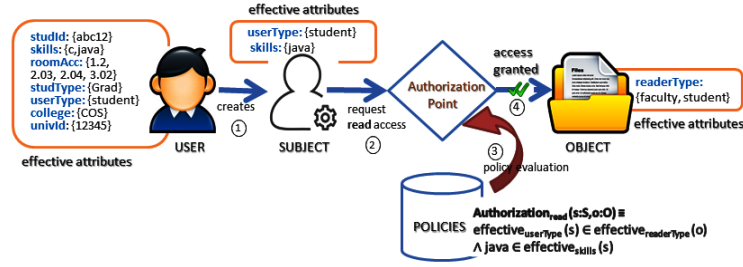 effective attributes
studId: {abc12}
skills: {c,java}
roomAcc: {1.2,
2.03, 2.04, 3.02}
studType: {Grad}
userType: {student}
college: {COS}
univId: {12345}
effective attributes
userType: {student}
skills: {java}
USER
creates
1
SUBJECT
request
read access
2
Authorization
Point
access
granted
4
Files
OBJECT
readerType:
{faculty, student}
effective attributes
3
policy evaluation
POLICIES
Authorizationread (s:S,o:O) ≡
effectiveuserType (s) ∈ effectivereaderType (o)
∧ java ∈ effectiveskills (s)